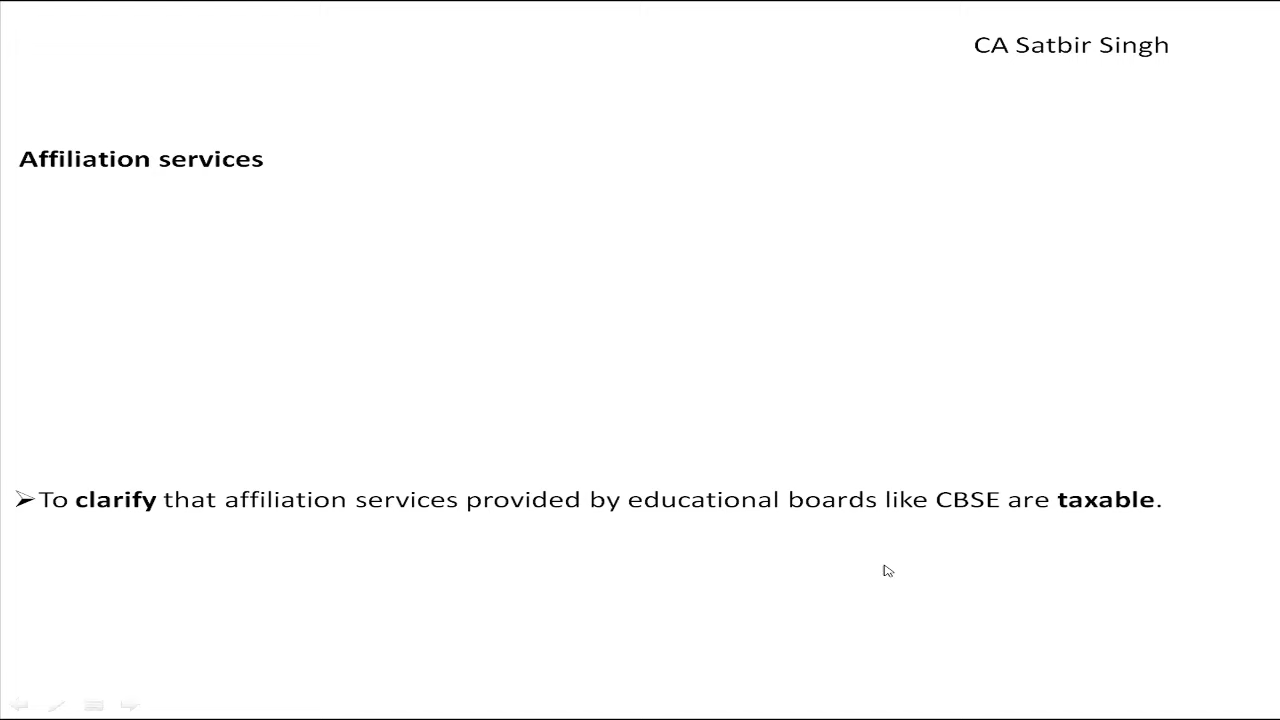 CA Satbir Singh
Affiliation services
➢To clarify that affiliation services provided by educational boards like CBSE are taxable.